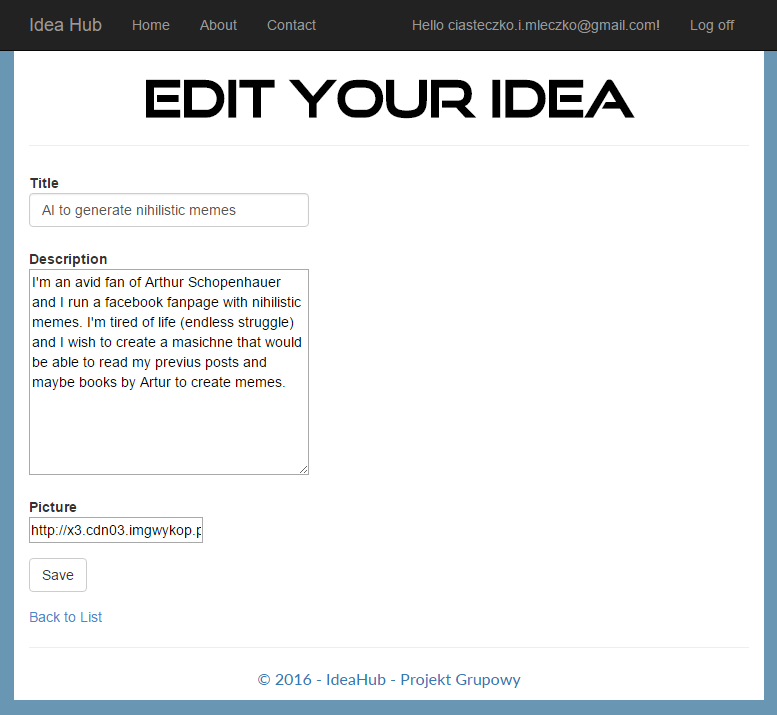 Idea Hub Home About Contact Hello ciasteczko.i.mleczko@gmail.com! Log off
EDIT YOUR IDEA
Title
AI to generate nihilistic memes
Description
I'm an avid fan of Arthur Schopenhauer
and I run a facebook fanpage with nihilistic
memes. I'm tired of life (endless struggle)
and I wish to create a masichne that would
be able to read my previus posts and
maybe books by Artur to create memes.
Picture
http://x3.cdn03.imgwykop.p
Save
Back to List
© 2016 - IdeaHub - Projekt Grupowy